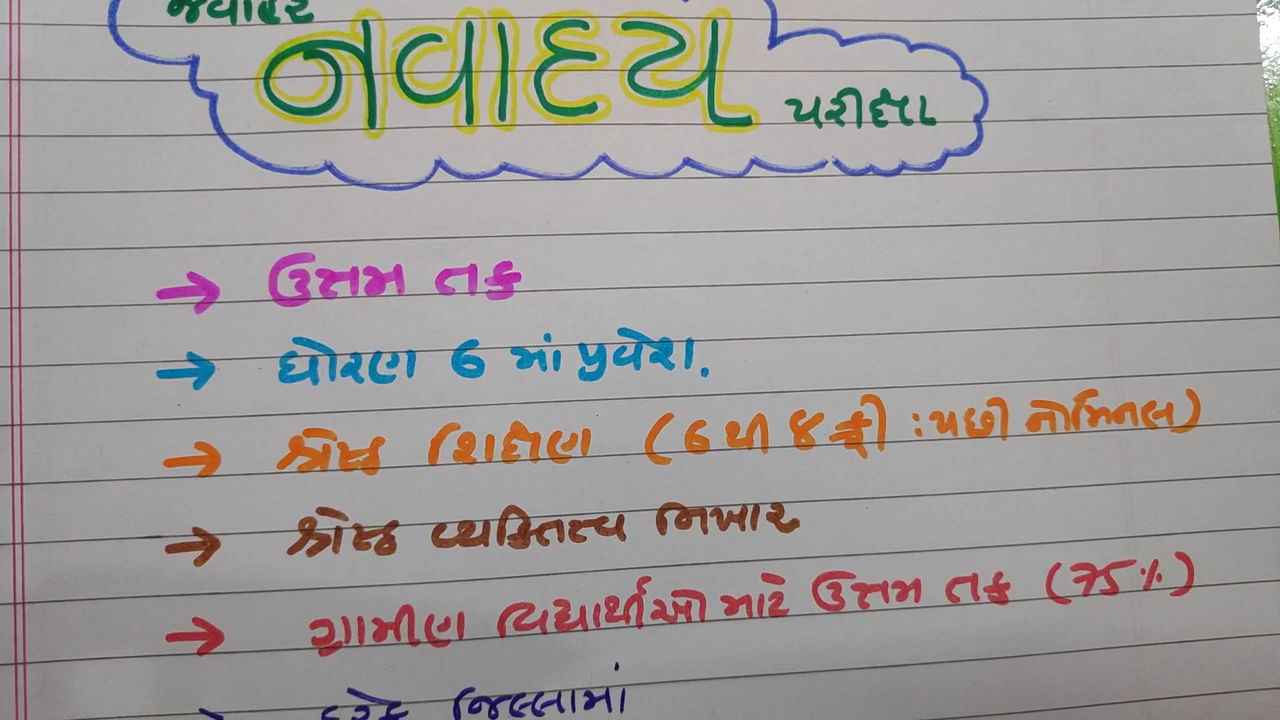 જવાહર
નવોદય પરીક્ષા
→ ઉત્તમ તક
→ ધોરણ 6 માં પ્રવેશ.
→ શ્રેષ્ઠ શિક્ષણ (6 થી 8 ફ્રી : પછી નોમિનલ)
→ શ્રેષ્ઠ વ્યક્તિત્વ નિખાર
→ ગ્રામીણ વિદ્યાર્થીઓ માટે ઉત્તમ તક (75%)
→ દરેક જિલ્લામાં